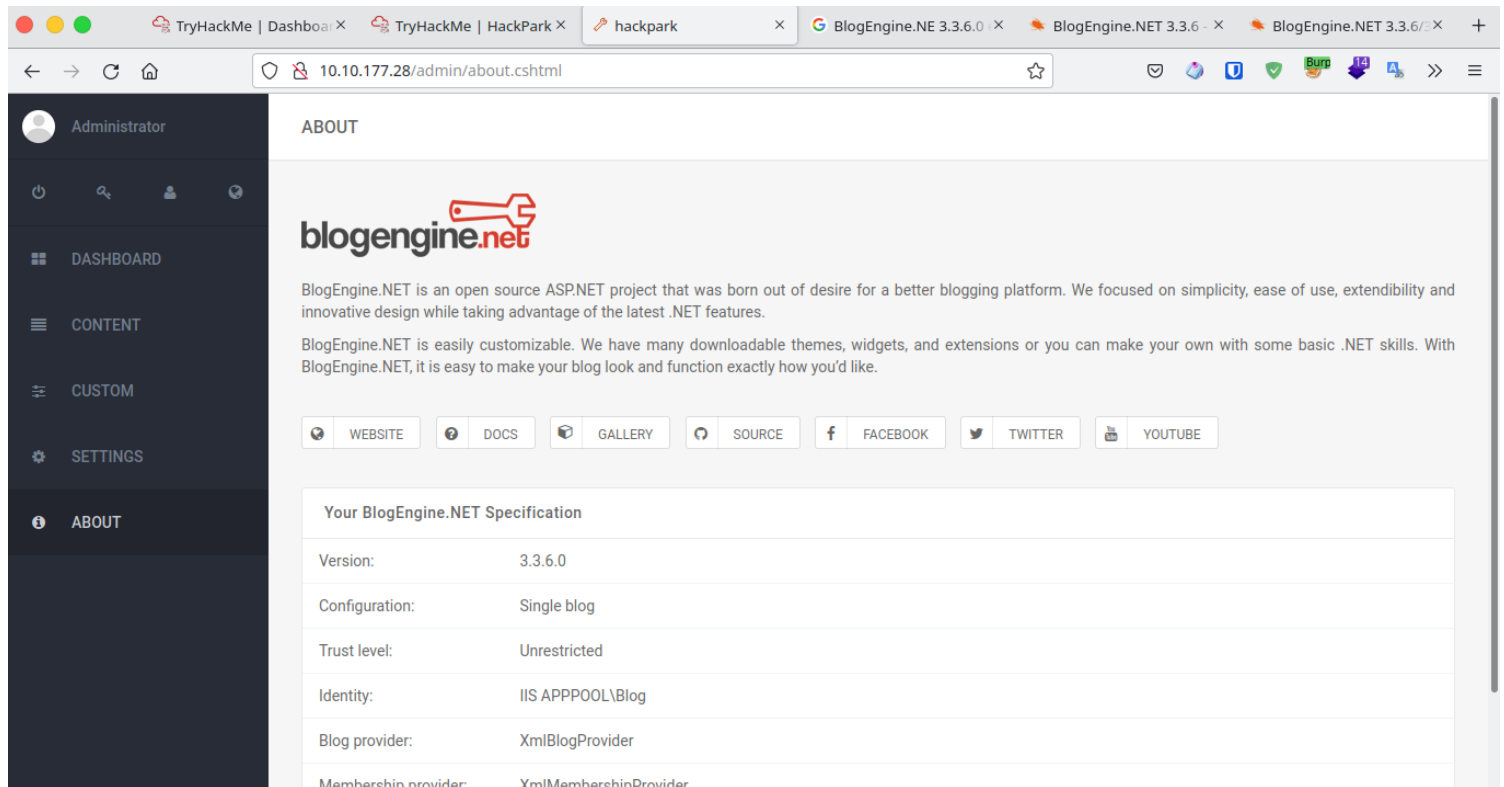 TryHackMe | Dashboar
TryHackMe | HackPark
hackpark
BlogEngine.NE 3.3.6.0
BlogEngine.NET 3.3.6 -
BlogEngine.NET 3.3.6/3
10.10.177.28/admin/about.cshtml
Burp
14
Administrator
ABOUT
blogengine.net
BlogEngine.NET is an open source ASP.NET project that was born out of desire for a better blogging platform. We focused on simplicity, ease of use, extendibility and
innovative design while taking advantage of the latest .NET features.
BlogEngine.NET is easily customizable. We have many downloadable themes, widgets, and extensions or you can make your own with some basic .NET skills. With
BlogEngine.NET, it is easy to make your blog look and function exactly how you'd like.
DASHBOARD
CONTENT
CUSTOM
SETTINGS
ABOUT
WEBSITE
DOCS
GALLERY
SOURCE
FACEBOOK
TWITTER
YOUTUBE
Your BlogEngine.NET Specification
Version: 3.3.6.0
Configuration: Single blog
Trust level: Unrestricted
Identity: IIS APPPOOL\Blog
Blog provider: XmlBlogProvider
Membership provider: XmlMembershipProvider